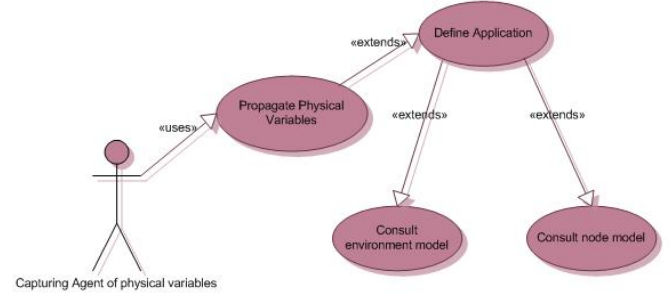 Define Application
«extends»
Propagate Physical
Variables
«uses»
«extends»
«extends»
Consult
environment model
Consult node model
Capturing Agent of physical variables